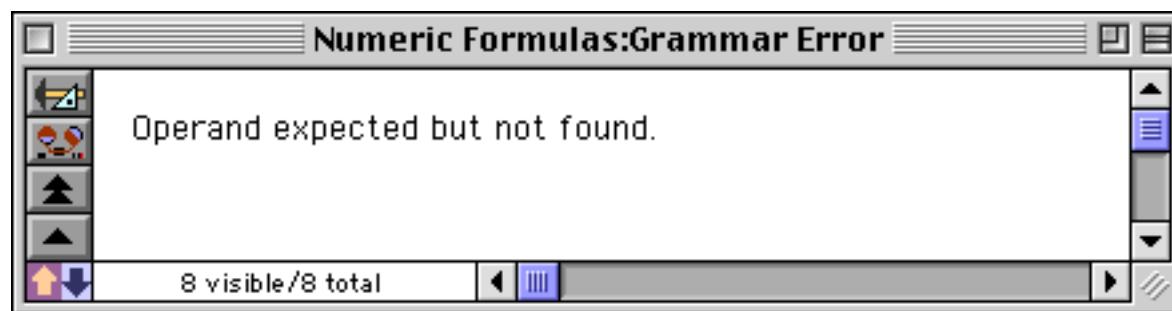 Numeric Formulas:Grammar Error
Operand expected but not found.
8 visible/8 total